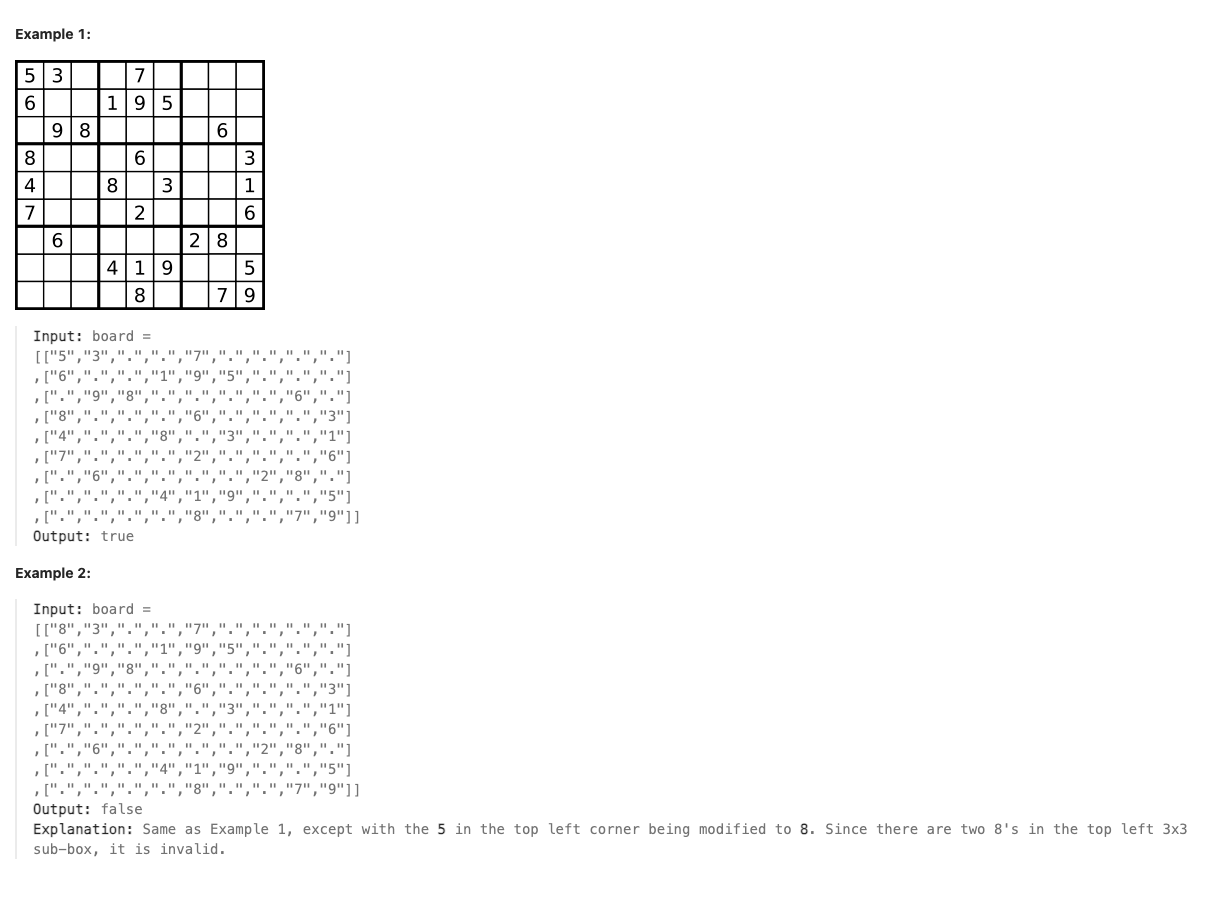 Example 1:
5 3 7
6 1 9 5
9 8 6
8 6 3
4 8 3 1
7 2 6
6 2 8
4 1 9 5
8 7 9
Input: board =
[["5","3",".",".","7",".",".",".","."]
,["6",".",".","1","9","5",".",".","."]
,[".","9","8",".",".",".",".","6","."]
,["8",".",".",".","6",".",".",".","3"]
,["4",".",".","8",".","3",".",".","1"]
,["7",".",".",".","2",".",".",".","6"]
,[".","6",".",".",".",".","2","8","."]
,[".",".",".","4","1","9",".",".","5"]
,[".",".",".",".","8",".",".","7","9"]]
Output: true
Example 2:
Input: board =
[["8","3",".",".","7",".",".",".","."]
,["6",".",".","1","9","5",".",".","."]
,[".","9","8",".",".",".",".","6","."]
,["8",".",".",".","6",".",".",".","3"]
,["4",".",".","8",".","3",".",".","1"]
,["7",".",".",".","2",".",".",".","6"]
,[".","6",".",".",".",".","2","8","."]
,[".",".",".","4","1","9",".",".","5"]
,[".",".",".",".","8",".",".","7","9"]]
Output: false
Explanation: Same as Example 1, except with the 5 in the top left corner being modified to 8. Since there are two 8's in the top left 3x3
sub-box, it is invalid.